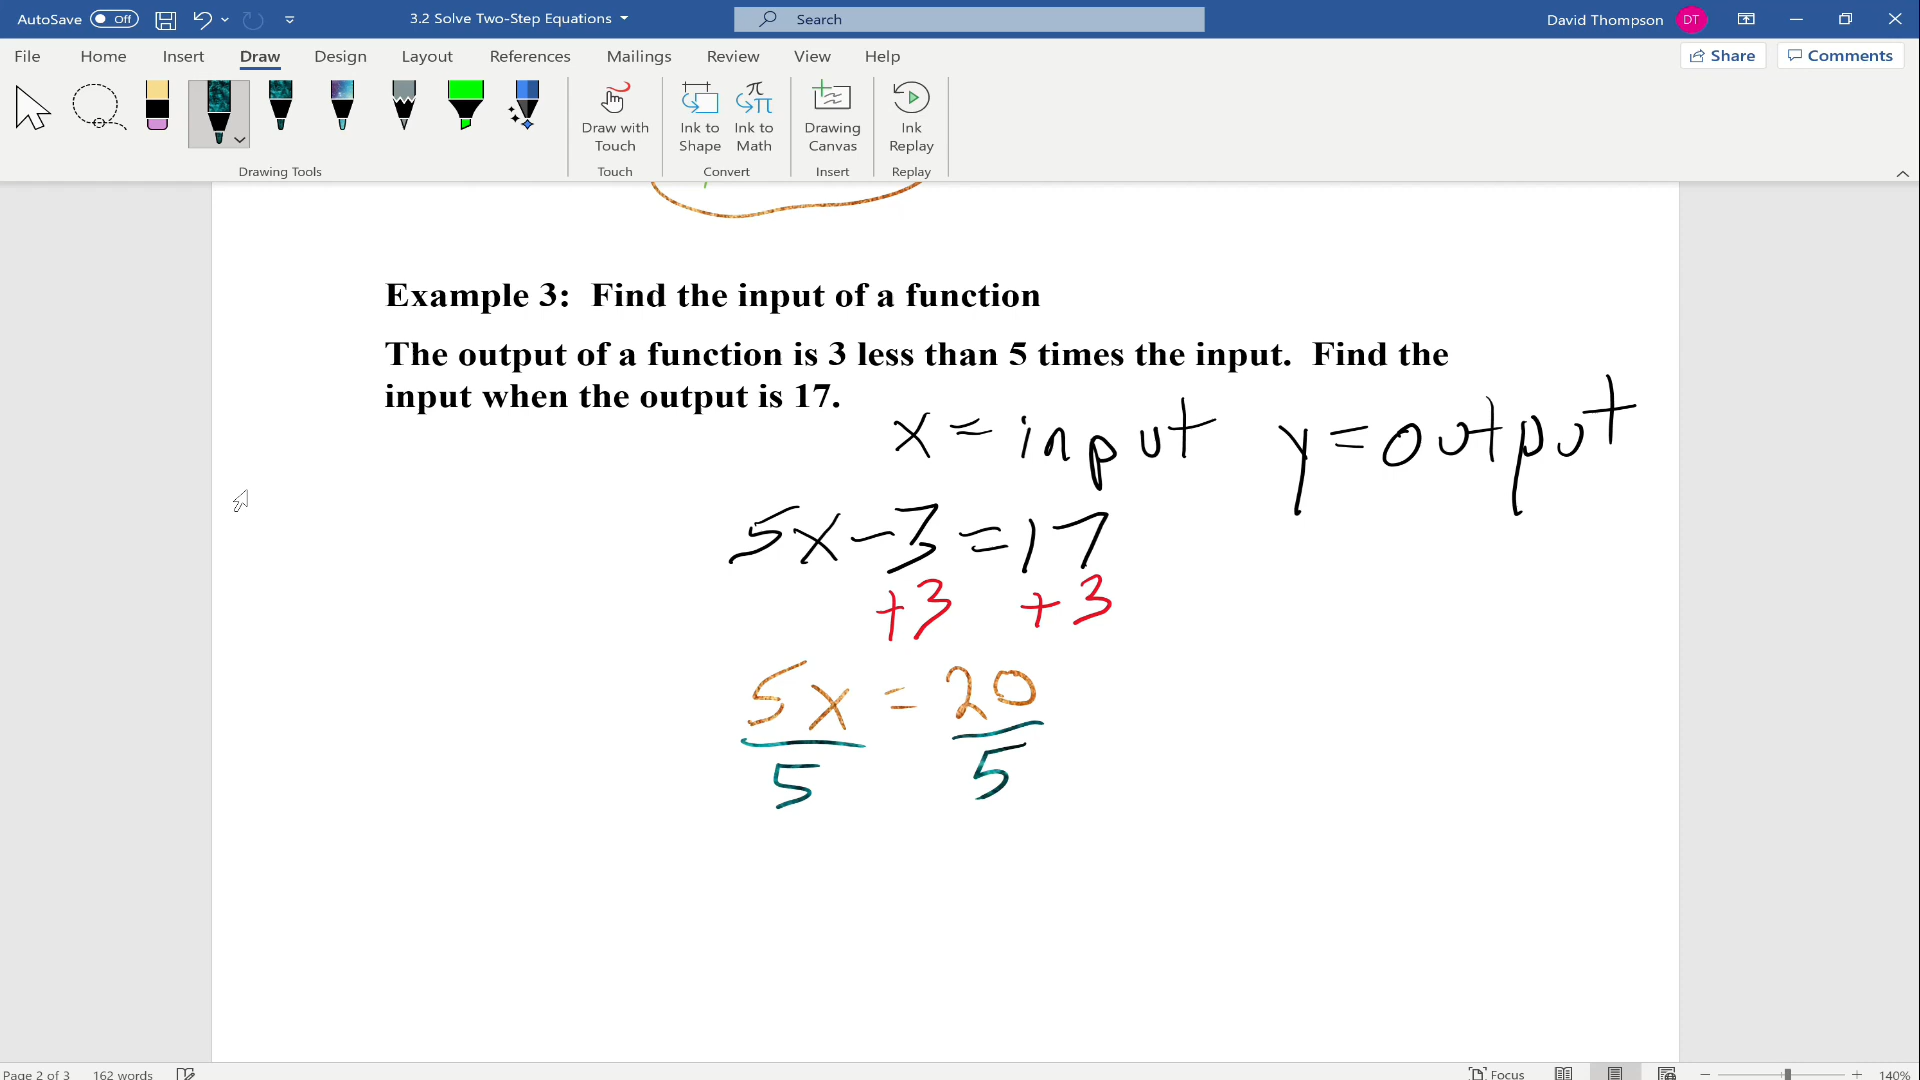 AutoSave Off 3.2 Solve Two-Step Equations Search David Thompson DT
File Home Insert Draw Design Layout References Mailings Review View Help Share Comments
Draw with Touch Ink to Shape Ink to Math Drawing Canvas Ink Replay
Drawing Tools Touch Convert Insert Replay
Example 3: Find the input of a function
The output of a function is 3 less than 5 times the input. Find the
input when the output is 17.
x = input y = output
5x - 3 = 17
+3 +3
5x = 20
5 5
Page 2 of 3 162 words Focus 140%